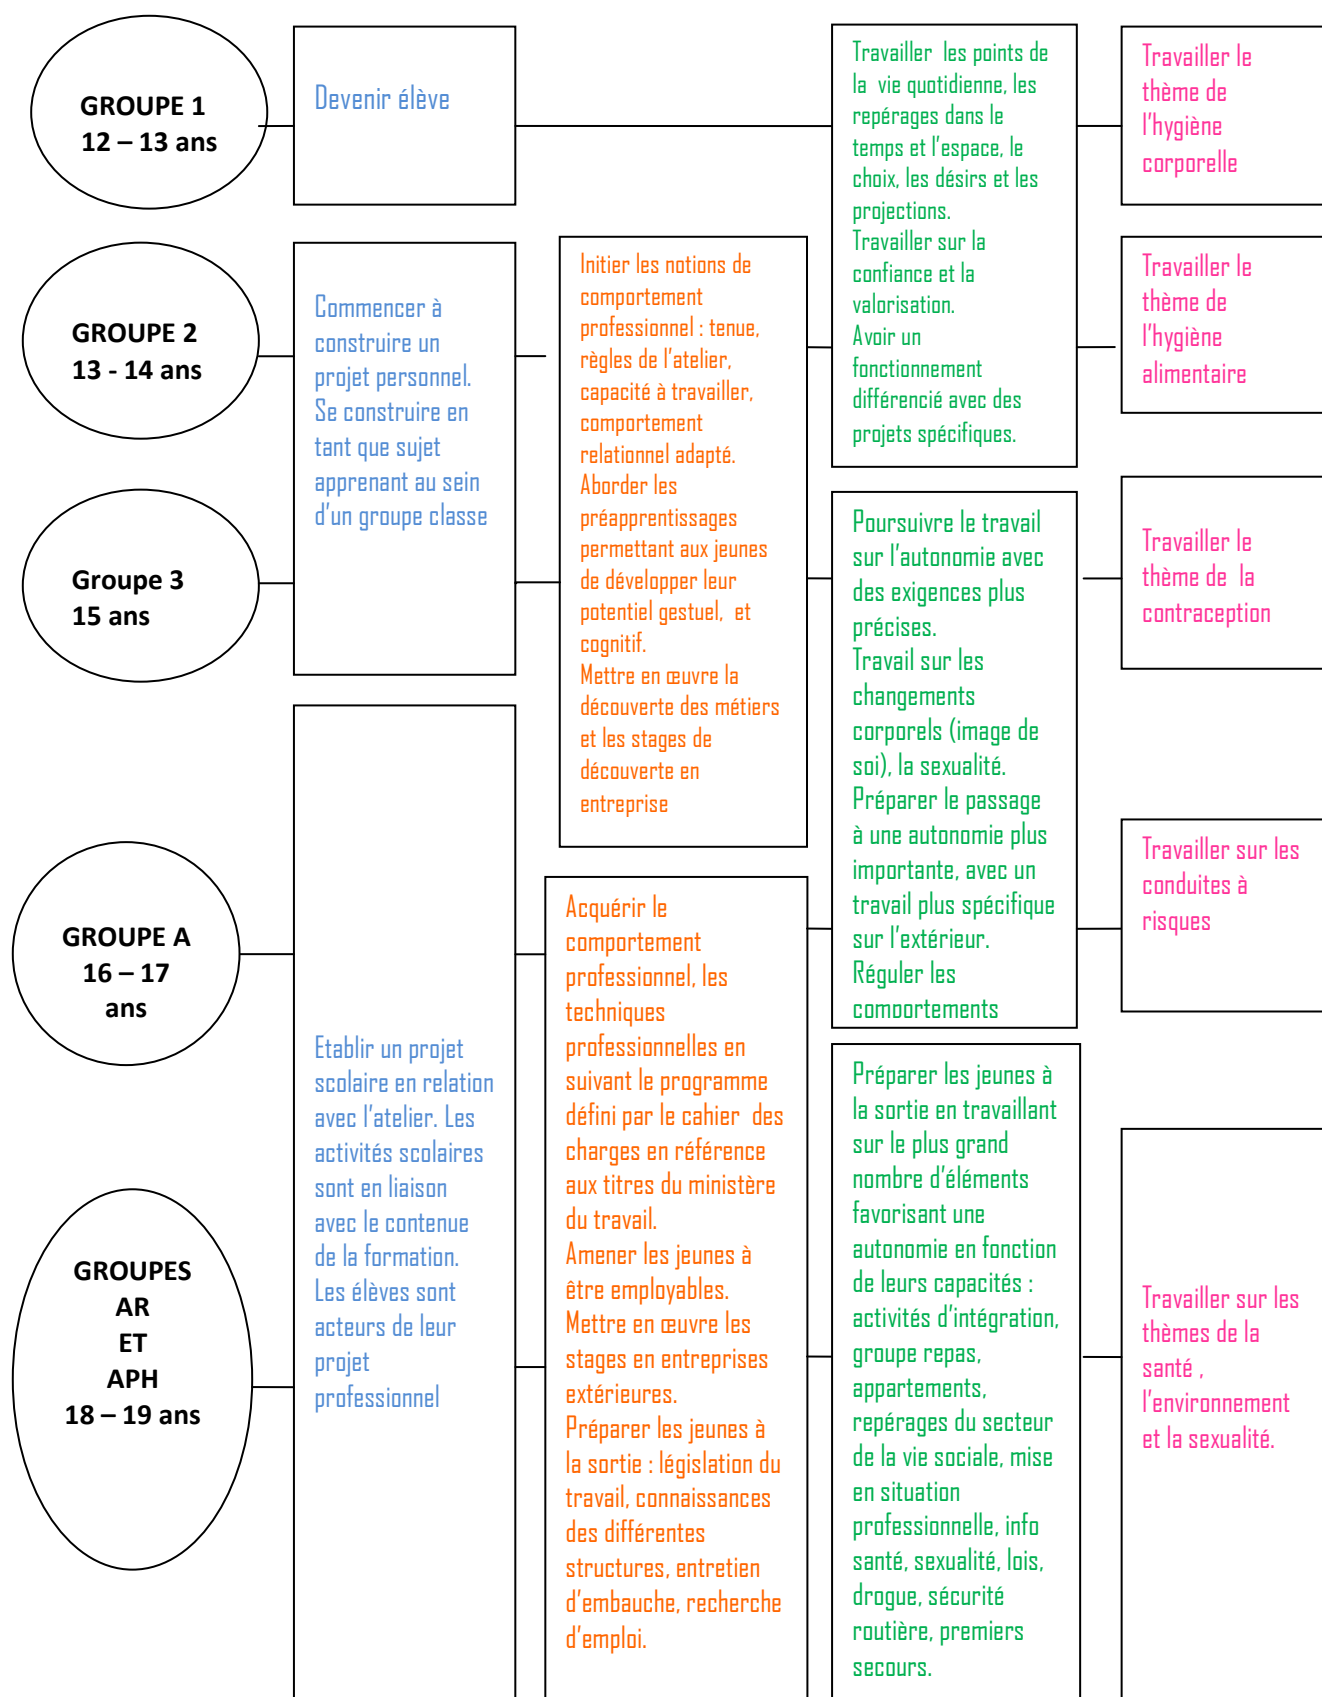 GROUPE 1
12 – 13 ans
Devenir élève
Travailler les points de
la vie quotidienne, les
repérages dans le
temps et l'espace, le
choix, les désirs et les
projections.
Travailler sur la
confiance et la
valorisation.
Avoir un
fonctionnement
différencié avec des
projets spécifiques.
Travailler le
thème de
l'hygiène
corporelle
GROUPE 2
13 - 14 ans
Commencer à
construire un
projet personnel.
Se construire en
tant que sujet
apprenant au sein
d'un groupe classe
Initier les notions de
comportement
professionnel : tenue,
règles de l'atelier,
capacité à travailler,
comportement
relationnel adapté.
Aborder les
préapprentissages
permettant aux jeunes
de développer leur
potentiel gestuel, et
cognitif.
Mettre en œuvre la
découverte des métiers
et les stages de
découverte en
entreprise
Travailler le
thème de
l'hygiène
alimentaire
Groupe 3
15 ans
Poursuivre le travail
sur l'autonomie avec
des exigences plus
précises.
Travail sur les
changements
corporels (image de
soi), la sexualité.
Préparer le passage
à une autonomie plus
importante, avec un
travail plus spécifique
sur l'extérieur.
Réguler les
comportements
Travailler le
thème de la
contraception
GROUPE A
16 – 17
ans
Etablir un projet
scolaire en relation
avec l'atelier. Les
activités scolaires
sont en liaison
avec le contenue
de la formation.
Les élèves sont
acteurs de leur
projet
professionnel
Acquérir le
comportement
professionnel, les
techniques
professionnelles en
suivant le programme
défini par le cahier des
charges en référence
aux titres du ministère
du travail.
Amener les jeunes à
être employables.
Mettre en œuvre les
stages en entreprises
extérieures.
Préparer les jeunes à
la sortie : législation du
travail, connaissances
des différentes
structures, entretien
d'embauche, recherche
d'emploi.
Travailler sur les
conduites à
risques
GROUPES
AR
ET
APH
18 – 19 ans
Préparer les jeunes à
la sortie en travaillant
sur le plus grand
nombre d'éléments
favorisant une
autonomie en fonction
de leurs capacités :
activités d'intégration,
groupe repas,
appartements,
repérages du secteur
de la vie sociale, mise
en situation
professionnelle, info
santé, sexualité, lois,
drogue, sécurité
routière, premiers
secours.
Travailler sur les
thèmes de la
santé ,
l'environnement
et la sexualité.